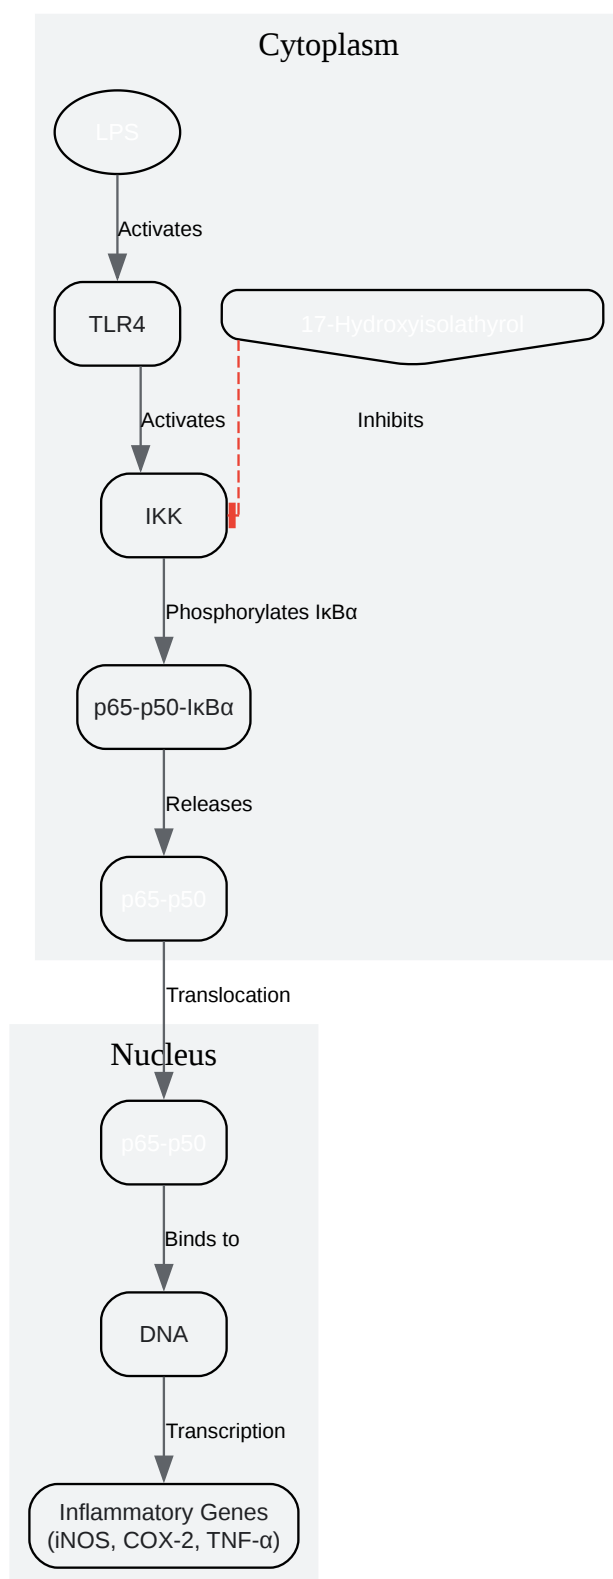 Cytoplasm
LPS
Activates
TLR4
17-Hydroxyisolathyrol
Activates
Inhibits
IKK
Phosphorylates IκBα
p65-p50-IκBα
Releases
p65-p50
Translocation
Nucleus
p65-p50
Binds to
DNA
Transcription
Inflammatory Genes
(iNOS, COX-2, TNF-α)